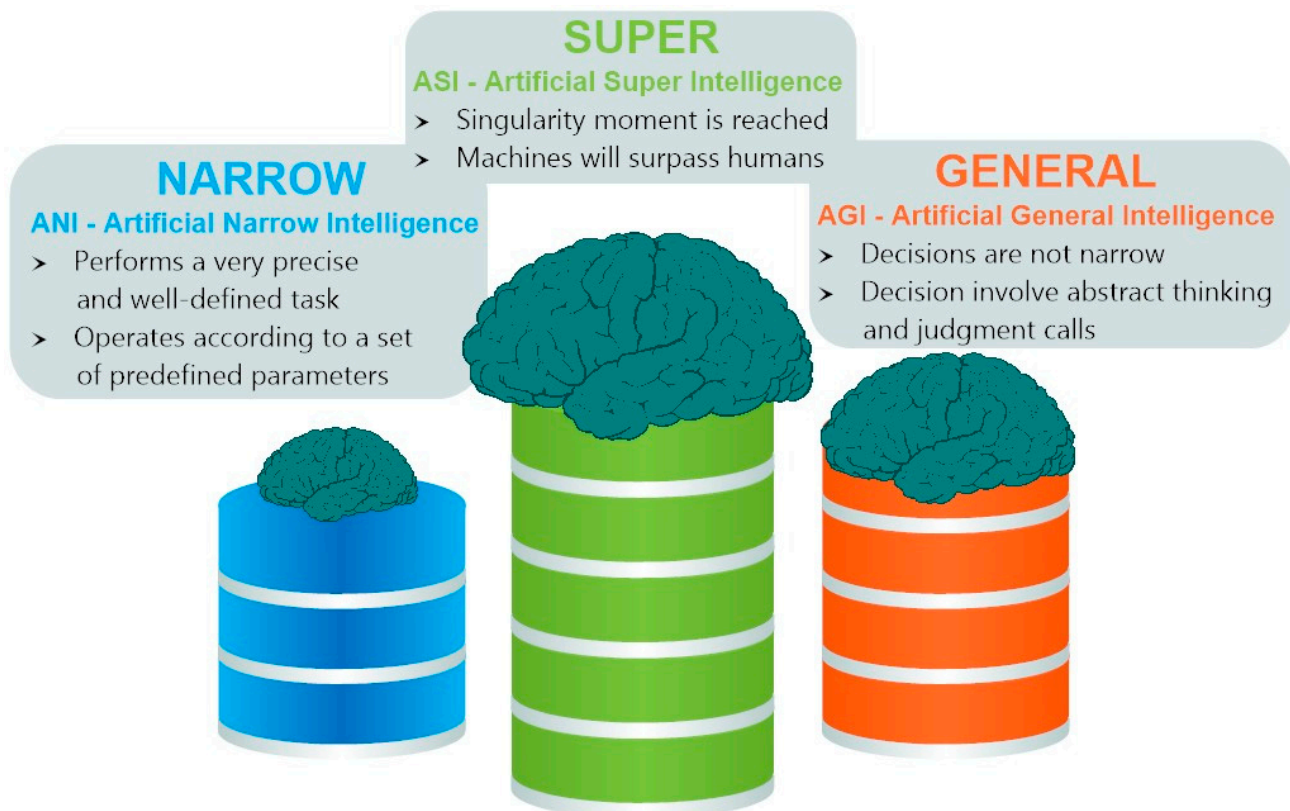 SUPER
ASI - Artificial Super Intelligence
➤ Singularity moment is reached
➤ Machines will surpass humans
NARROW
ANI - Artificial Narrow Intelligence
➤ Performs a very precise
and well-defined task
➤ Operates according to a set
of predefined parameters
GENERAL
AGI - Artificial General Intelligence
➤ Decisions are not narrow
➤ Decision involve abstract thinking
and judgment calls